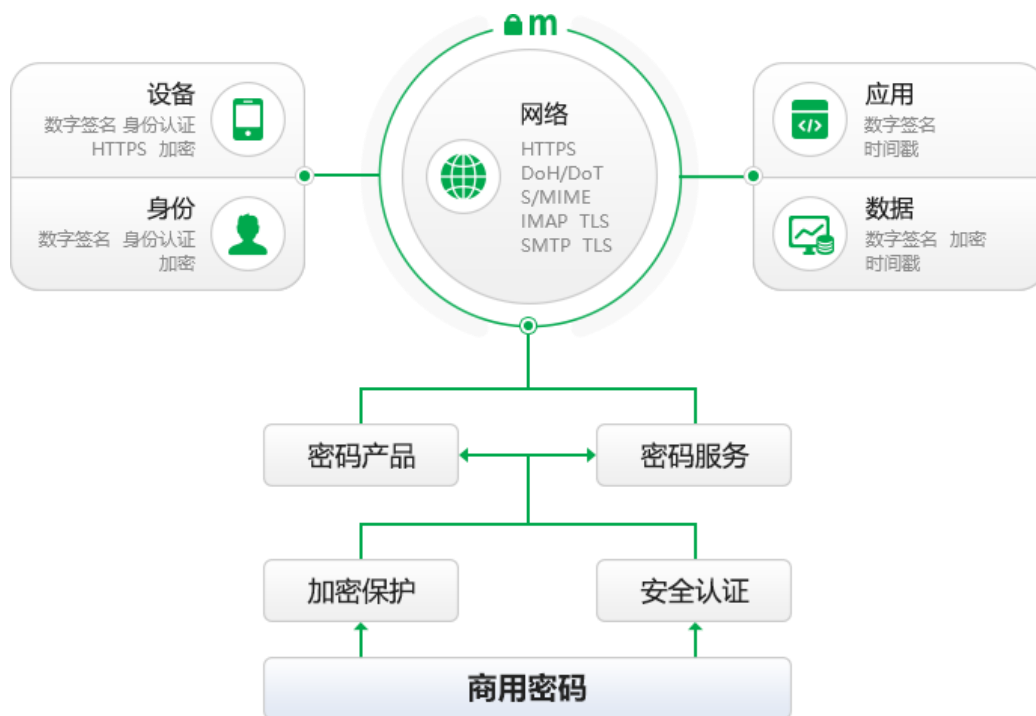 m
设备
数字签名 身份认证
HTTPS 加密
身份
数字签名 身份认证
加密
网络
HTTPS
DoH/DoT
S/MIME
IMAP TLS
SMTP TLS
</>
应用
数字签名
时间戳
数据
数字签名 加密
时间戳
密码产品
密码服务
加密保护
安全认证
商用密码